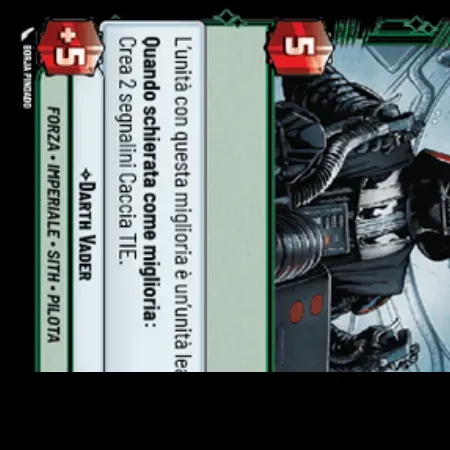 5
L'unità con questa miglioria è un'unità
Quando schierata come miglioria:
Crea 2 segnalini Caccia TIE.
+5
DARTH VADER
FORZA • IMPERIALE • SITH • PILOTA
BORJA PINDADO